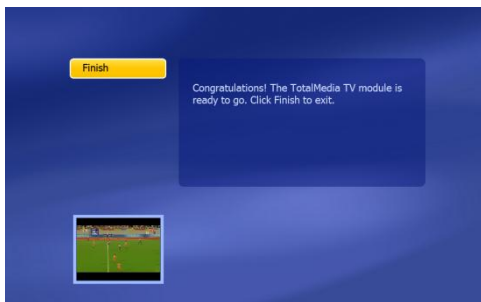 Finish
Congratulations! The TotalMedia TV module is
ready to go. Click Finish to exit.